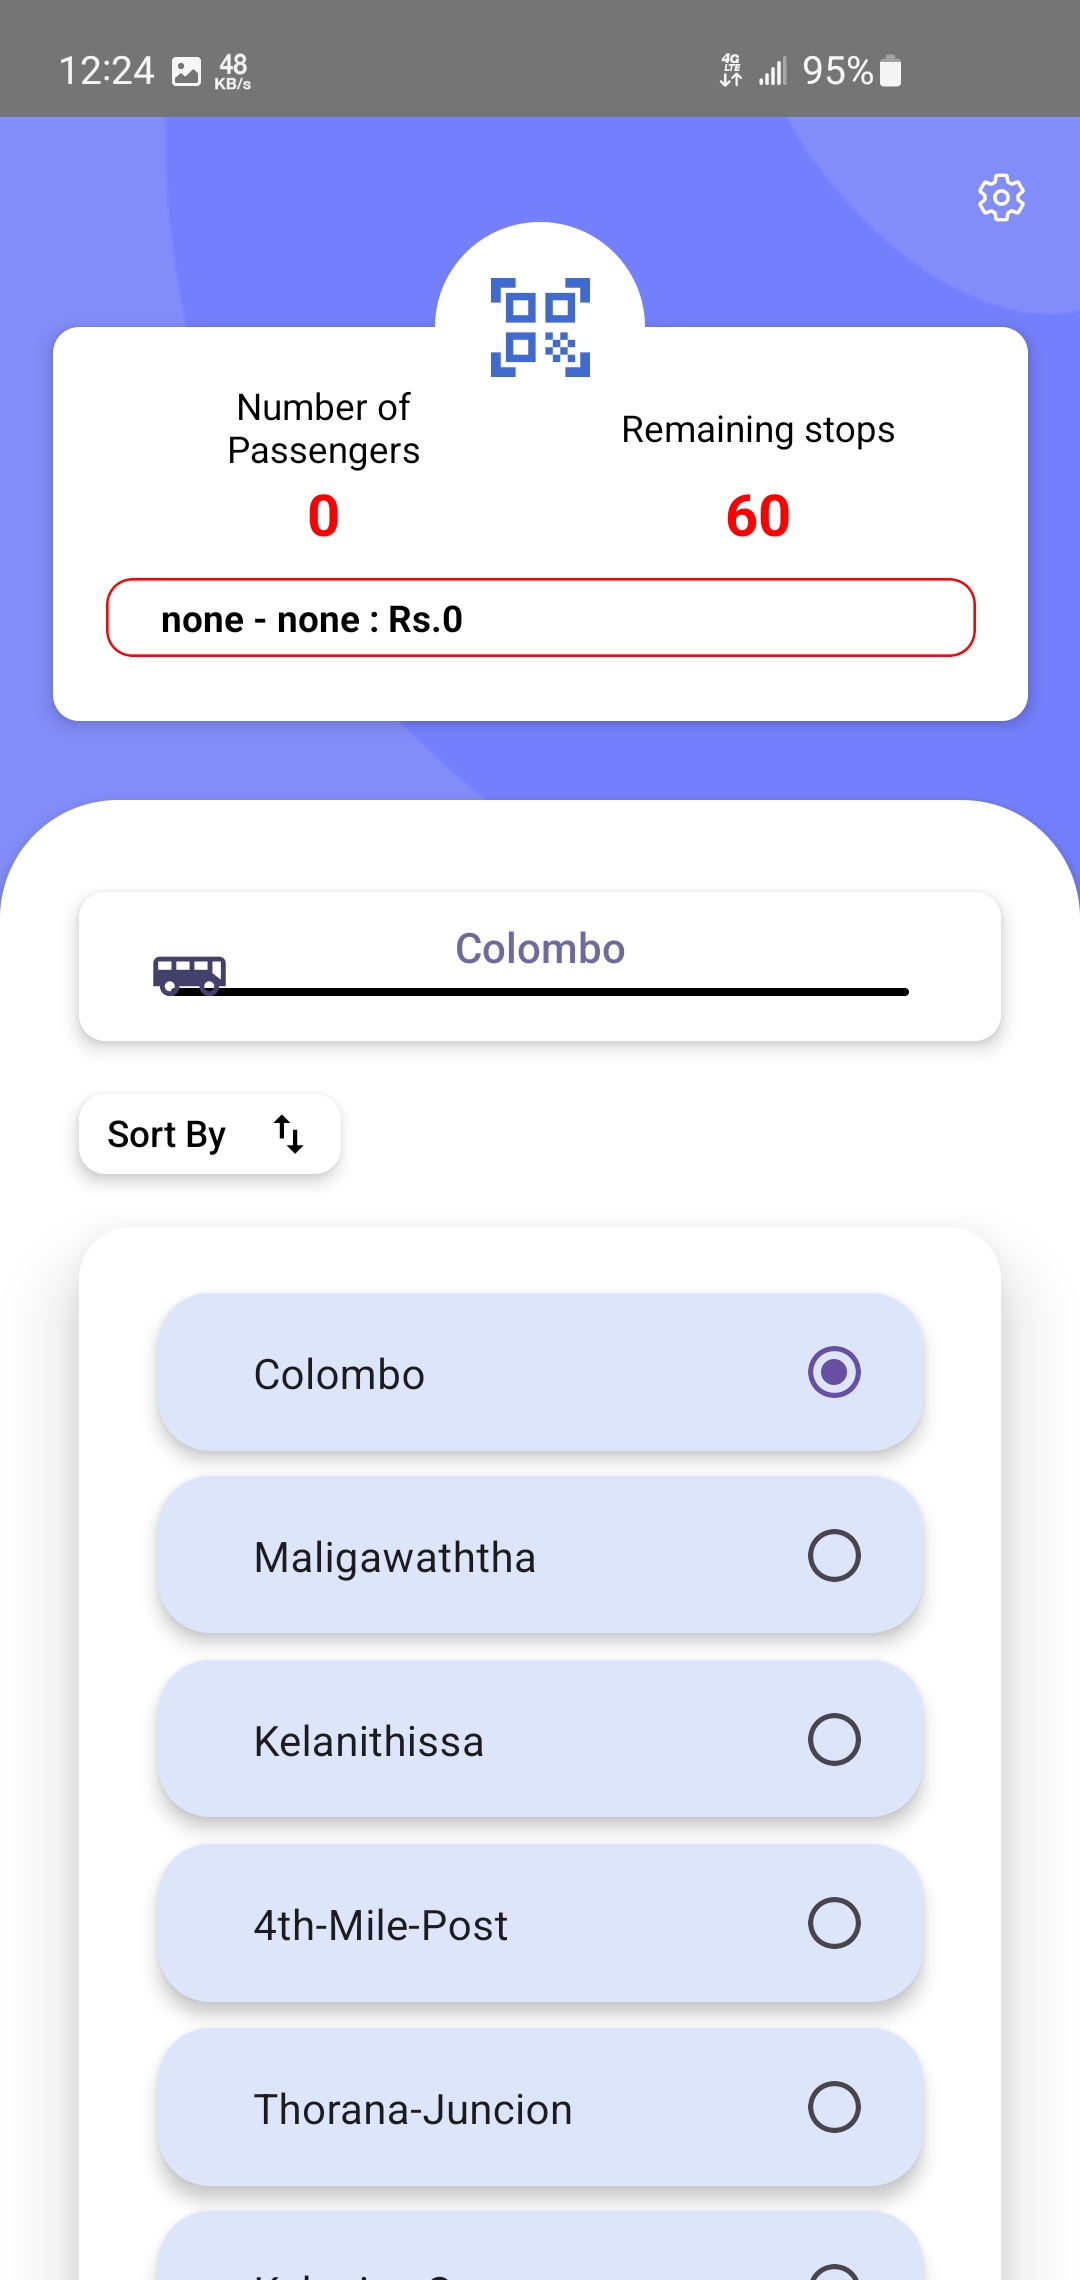 12:24 48 KB/s 4G LTE 95%
Number of
Passengers
Remaining stops
0
60
none - none : Rs.0
Colombo
Sort By
Colombo
Maligawaththa
Kelanithissa
4th-Mile-Post
Thorana-Juncion